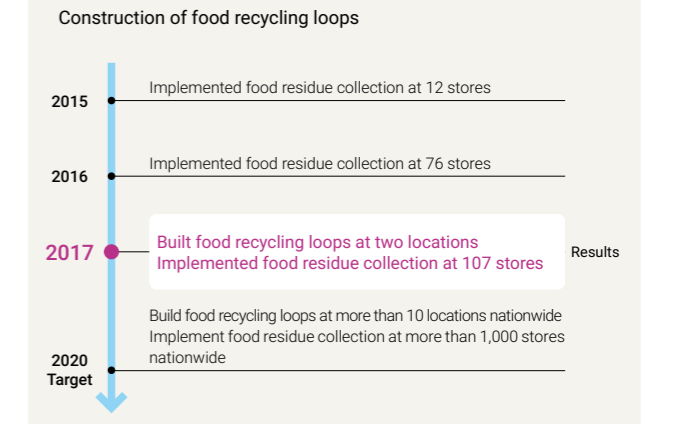 Construction of food recycling loops
2015
Implemented food residue collection at 12 stores
2016
Implemented food residue collection at 76 stores
2017
Built food recycling loops at two locations
Implemented food residue collection at 107 stores
Results
Build food recycling loops at more than 10 locations nationwide
Implement food residue collection at more than 1,000 stores
nationwide
2020
Target